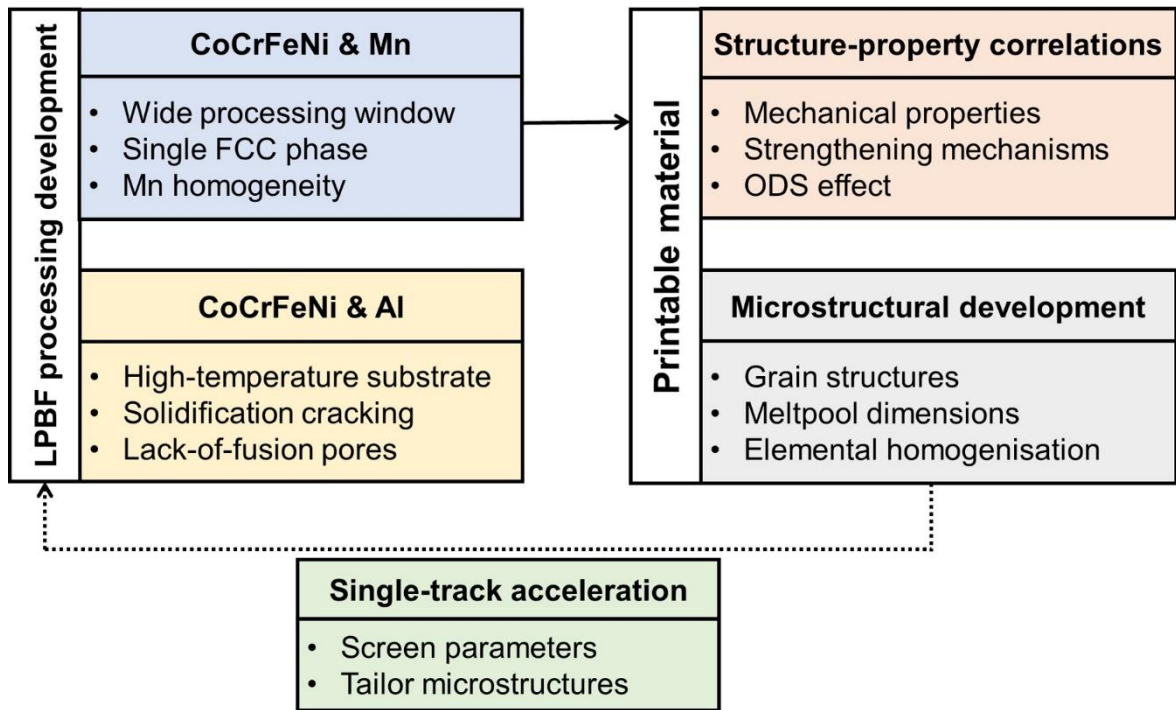 LPBF processing development
CoCrFeNi & Mn
• Wide processing window
• Single FCC phase
• Mn homogeneity
CoCrFeNi & Al
• High-temperature substrate
• Solidification cracking
• Lack-of-fusion pores
Printable material
Structure-property correlations
• Mechanical properties
• Strengthening mechanisms
• ODS effect
Microstructural development
• Grain structures
• Meltpool dimensions
• Elemental homogenisation
Single-track acceleration
• Screen parameters
• Tailor microstructures